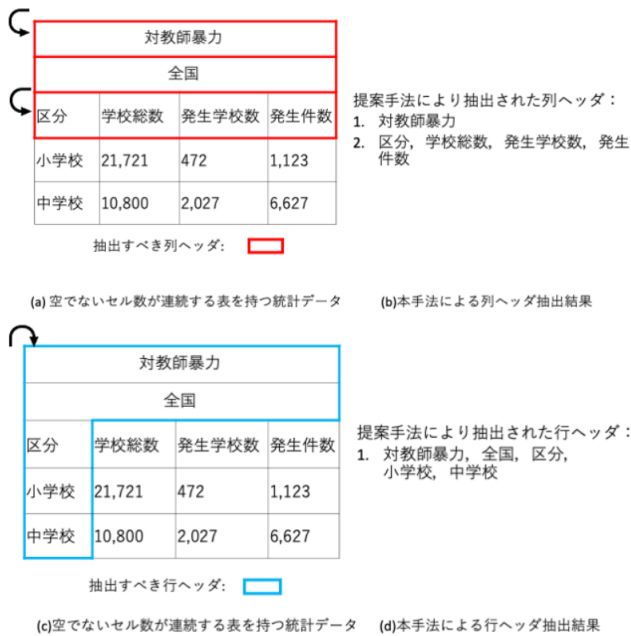 対教師暴力
全国
区分 学校総数 発生学校数 発生件数
小学校 21,721 472 1,123
中学校 10,800 2,027 6,627
抽出すべき列ヘッダ:
提案手法により抽出された列ヘッダ：
1. 対教師暴力
2. 区分，学校総数，発生学校数，発生
件数
(a) 空でないセル数が連続する表を持つ統計データ
(b)本手法による列ヘッダ抽出結果
対教師暴力
全国
区分 学校総数 発生学校数 発生件数
小学校 21,721 472 1,123
中学校 10,800 2,027 6,627
抽出すべき行ヘッダ:
提案手法により抽出された行ヘッダ：
1. 対教師暴力，全国，区分，
小学校，中学校
(c)空でないセル数が連続する表を持つ統計データ
(d)本手法による行ヘッダ抽出結果